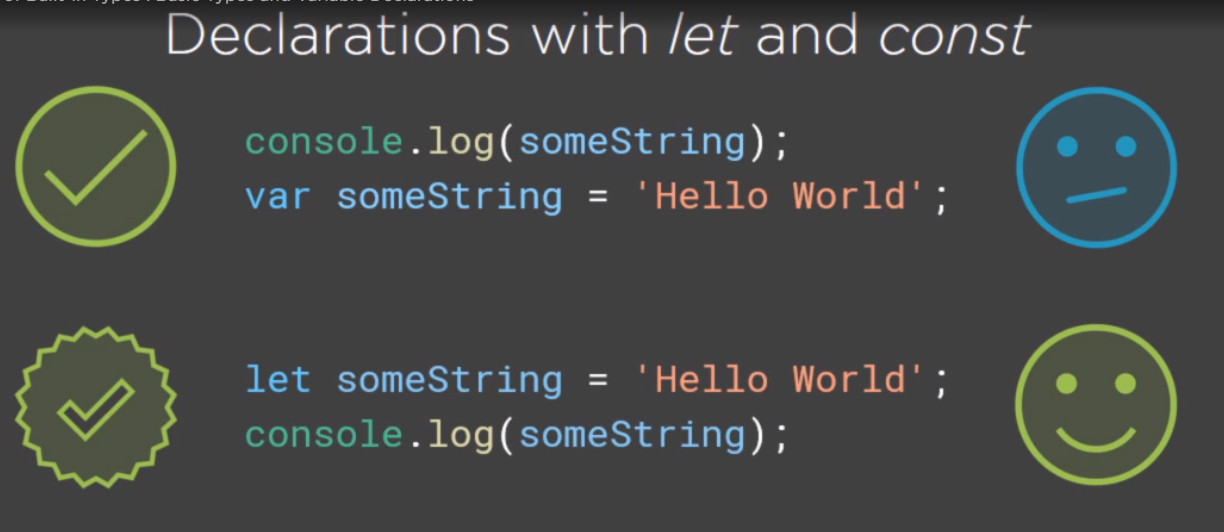 Declarations with let and const
console.log(someString);
var someString = 'Hello World';
let someString = 'Hello World';
console.log(someString);